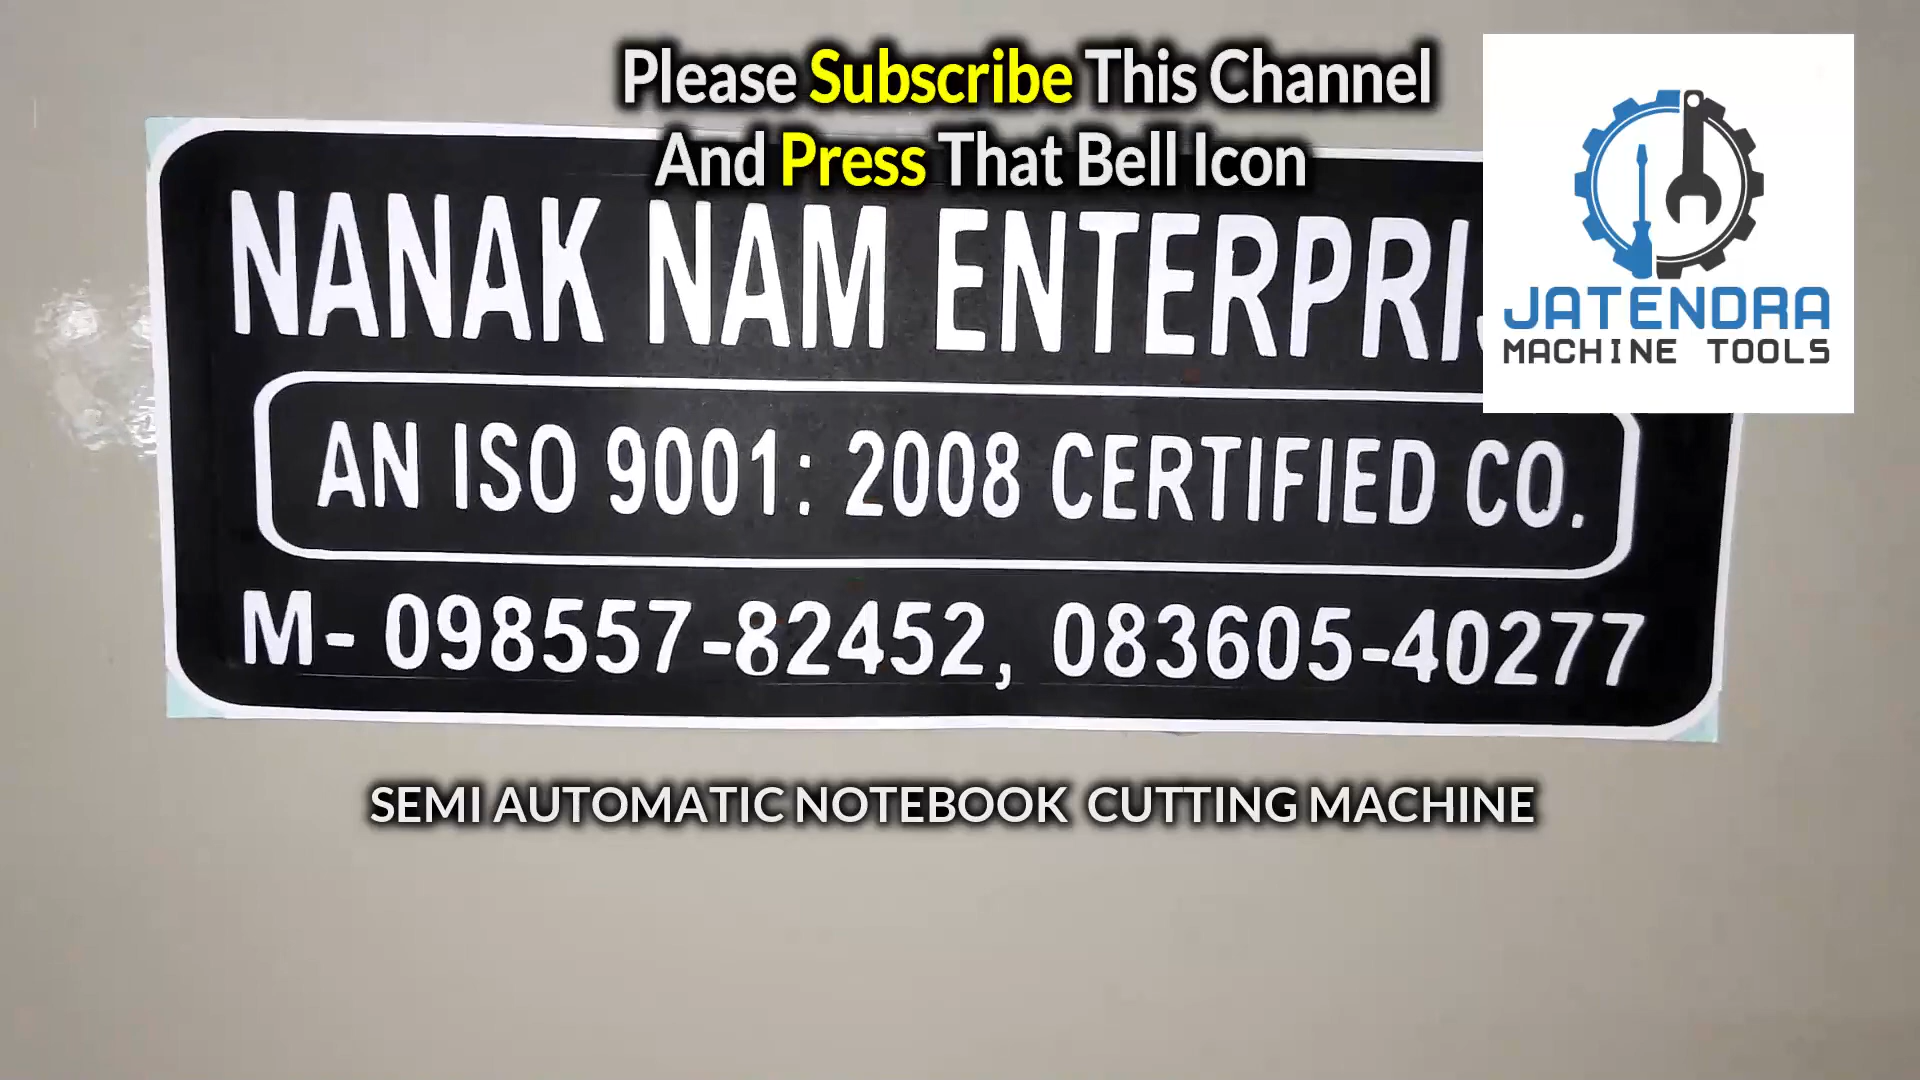 Please Subscribe This Channel
And Press That Bell Icon
NANAK NAM
JATENDRA
MACHINE TOOLS
AN ISO 9001: 2008 CERTIFIED CO.
M- 098557-82452, 083605-40277
SEMI AUTOMATIC NOTEBOOK CUTTING MACHINE